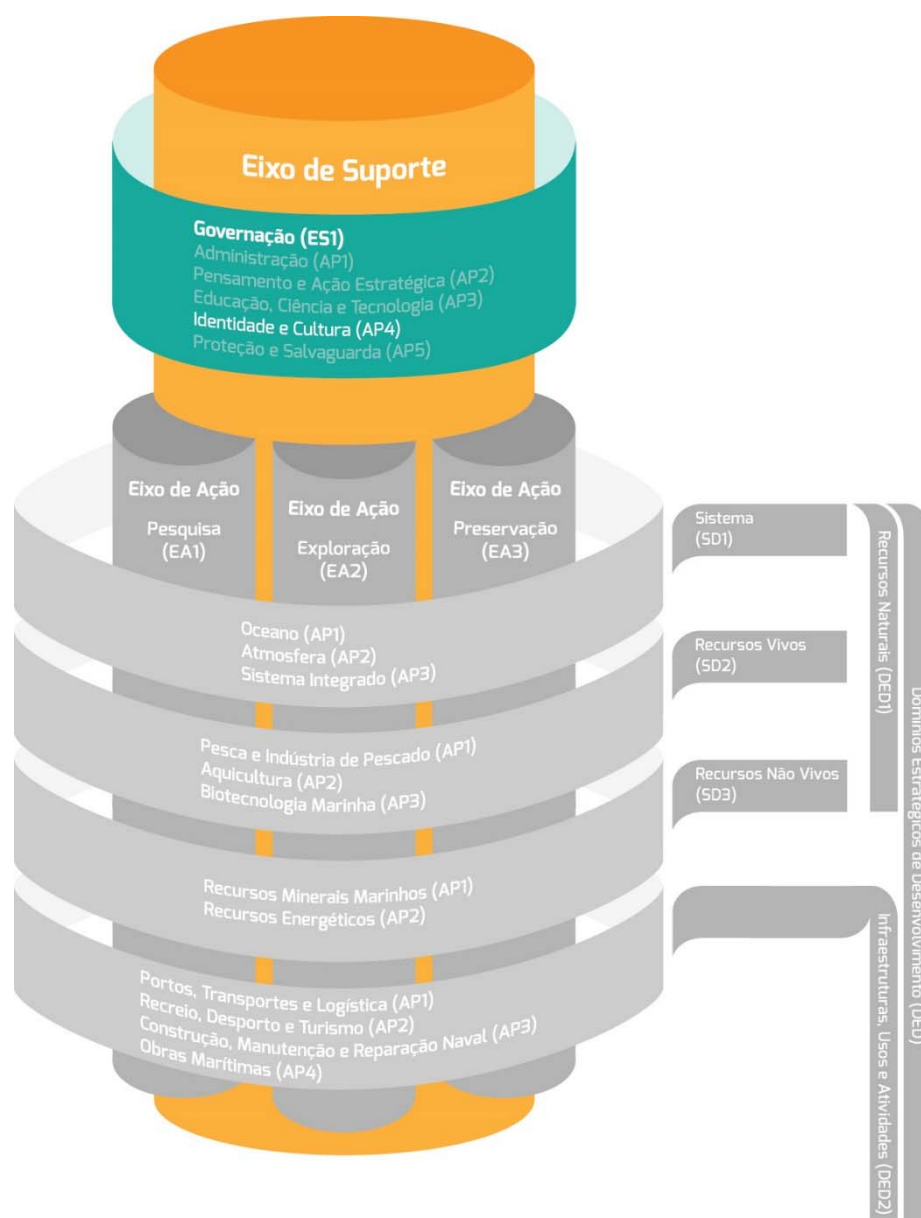 Eixo de Suporte
Governação (ES1)
Administração (AP1)
Pensamento e Ação Estratégica (AP2)
Educação, Ciência e Tecnologia (AP3)
Identidade e Cultura (AP4)
Proteção e Salvaguarda (AP5)
Eixo de Ação
Pesquisa
(EA1)
Eixo de Ação
Exploração
(EA2)
Eixo de Ação
Preservação
(EA3)
Oceano (AP1)
Atmosfera (AP2)
Sistema Integrado (AP3)
Pesca e Indústria de Pescado (AP1)
Aquicultura (AP2)
Biotecnologia Marinha (AP3)
Recursos Minerais Marinhos (AP1)
Recursos Energéticos (AP2)
Portos, Transportes e Logística (AP1)
Recreio, Desporto e Turismo (AP2)
Construção, Manutenção e Reparação Naval (AP3)
Obras Marítimas (AP4)
Sistema
(SD1)
Recursos Vivos
(SD2)
Recursos Não Vivos
(SD3)
Recursos Naturais (DED1)
Infraestruturas, Usos e Atividades (DED2)
Domínios Estratégicos de Desenvolvimento (DED)